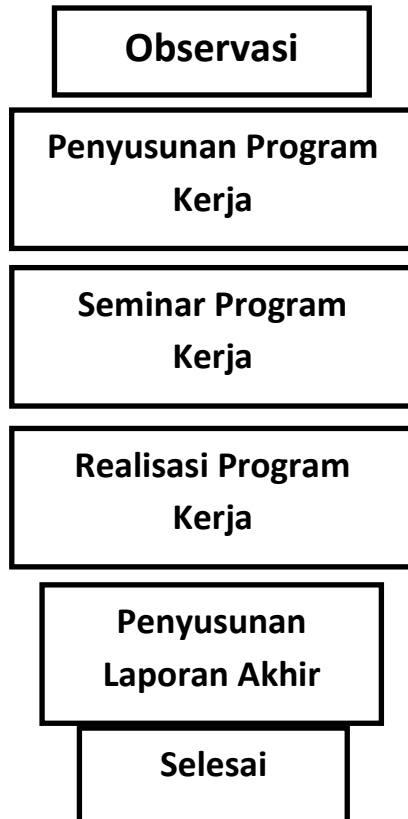 Observasi
Penyusunan Program
Kerja
Seminar Program
Kerja
Realisasi Program
Kerja
Penyusunan
Laporan Akhir
Selesai